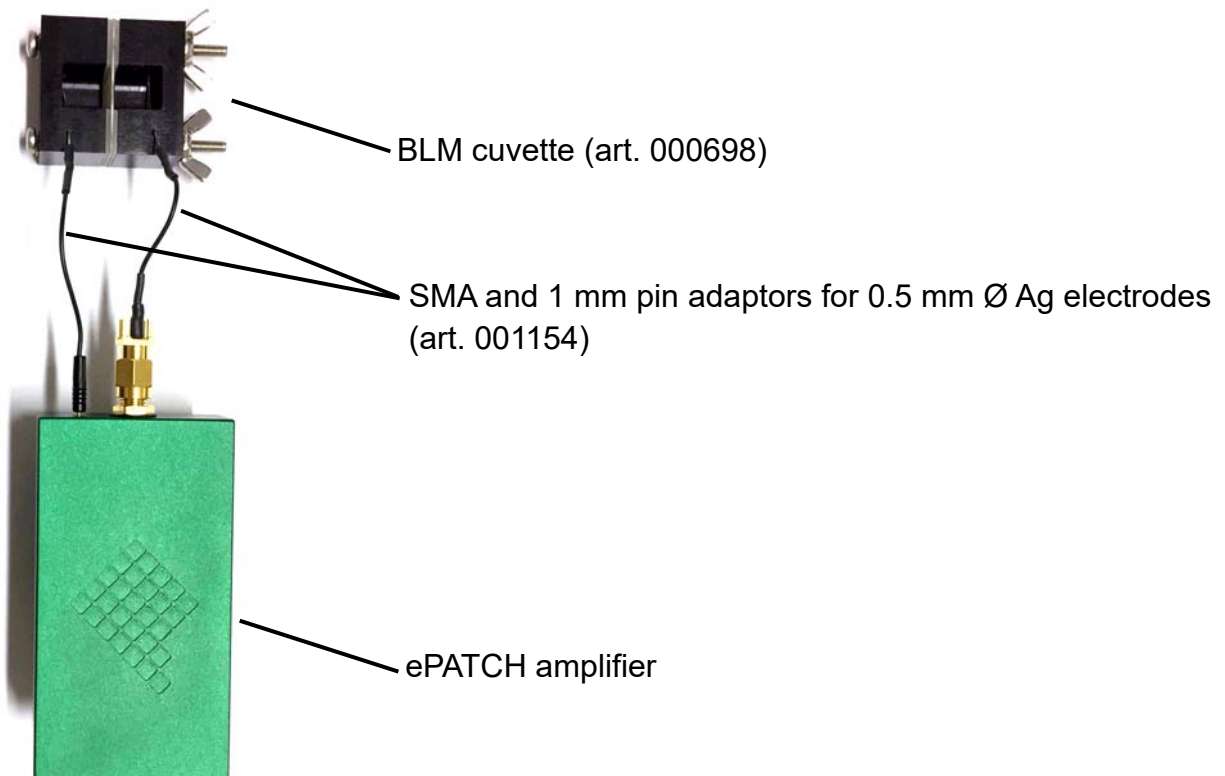 BLM cuvette (art. 000698)
SMA and 1 mm pin adaptors for 0.5 mm Ø Ag electrodes
(art. 001154)
ePATCH amplifier